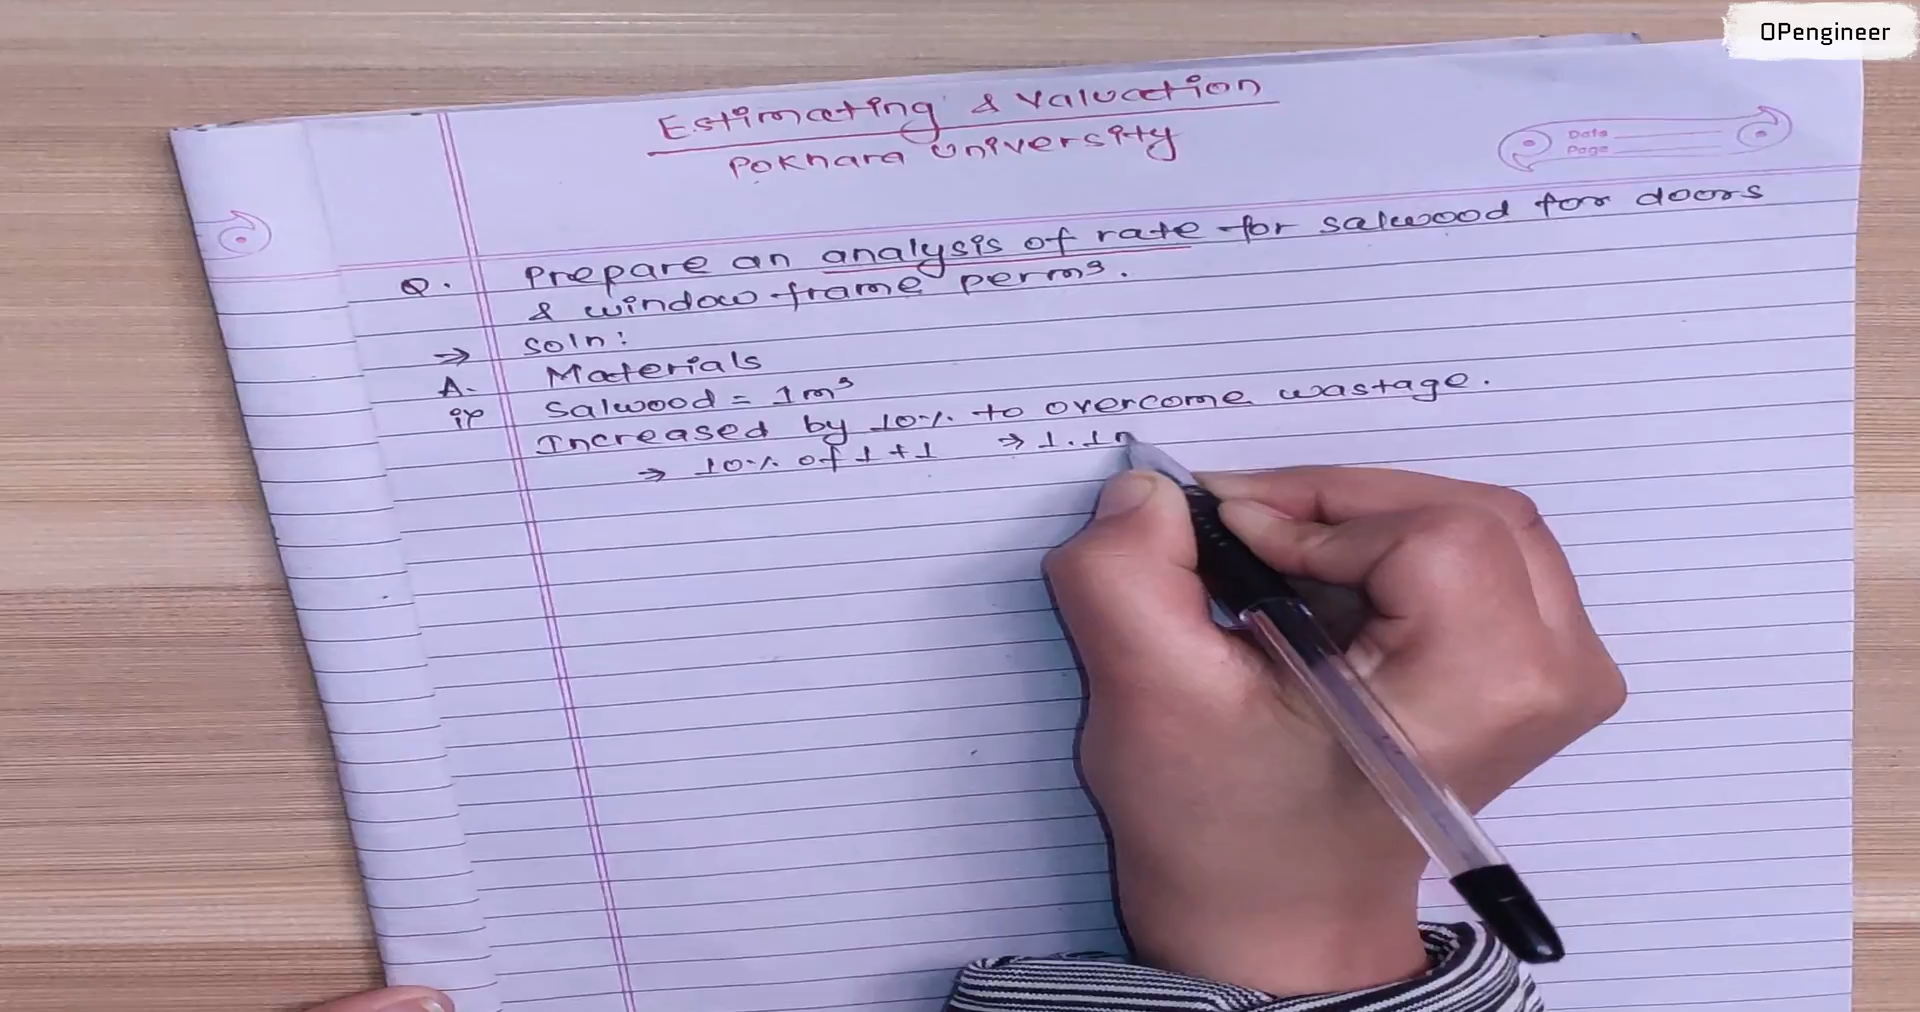 OPengineer
Estimating & Valuation
Pokhara University
Data
Page
Q. Prepare an analysis of rate for salwood for doors
& window frame per m³.
⇒ Soln:
A. Materials
i) Salwood = 1m³
Increased by 10% to overcome wastage.
⇒ 10% of 1 + 1 ⇒ 1.1